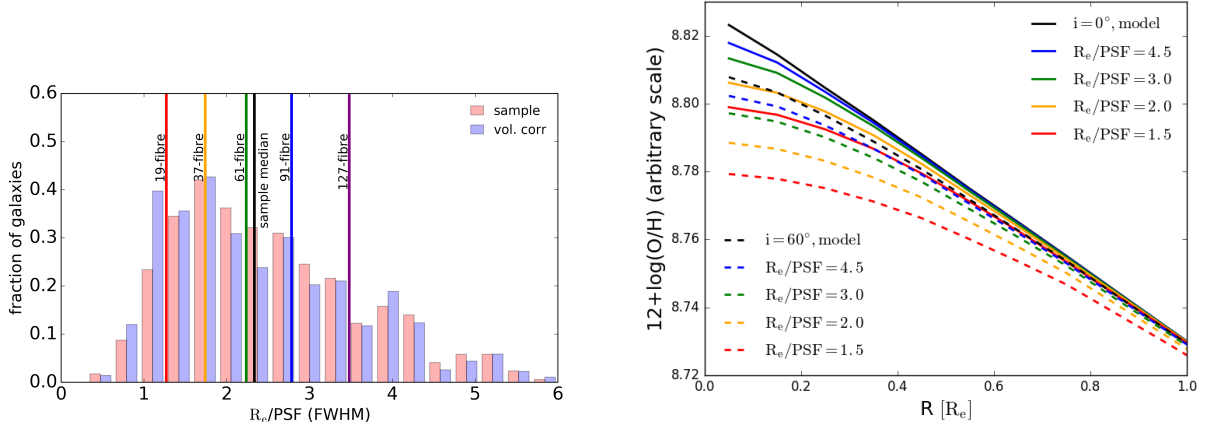 0.6
0.5
0.4
0.3
0.2
0.1
0.0
fraction of galaxies
19-fibre
37-fibre
61-fibre
sample median
91-fibre
127-fibre
sample
vol. corr
0 1 2 3 4 5 6
Rₑ/PSF (FWHM)
8.82
8.80
8.78
8.76
8.74
8.72
12+log(O/H) (arbitrary scale)
i=0°, model
Rₑ/PSF=4.5
Rₑ/PSF=3.0
Rₑ/PSF=2.0
Rₑ/PSF=1.5
i=60°, model
Rₑ/PSF=4.5
Rₑ/PSF=3.0
Rₑ/PSF=2.0
Rₑ/PSF=1.5
0.0 0.2 0.4 0.6 0.8 1.0
R [Rₑ]